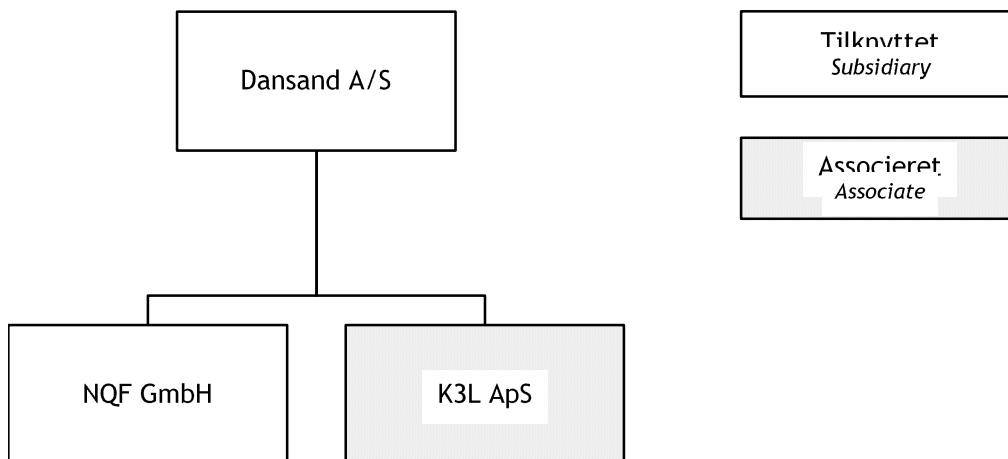 Dansand A/S
Tilknyttet
Subsidiary
Associeret
Associate
NQF GmbH
K3L ApS